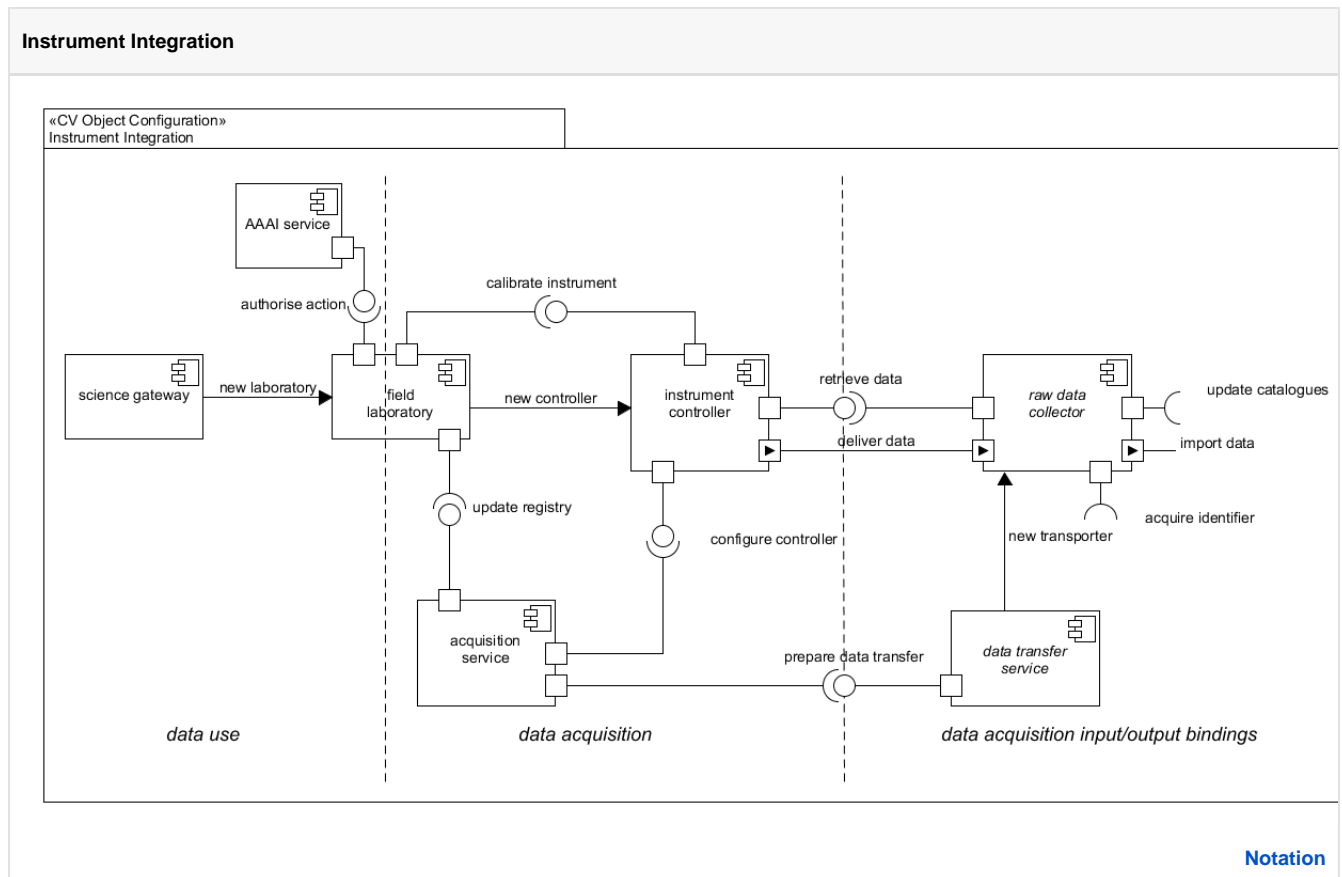 Instrument Integration
«CV Object Configuration»
Instrument Integration
AAAI service
calibrate instrument
authorise action
science gateway
new laboratory
field
laboratory
new controller
instrument
controller
retrieve data
deliver data
raw data
collector
update catalogues
import data
acquire identifier
update registry
configure controller
new transporter
acquisition
service
prepare data transfer
data transfer
service
data use
data acquisition
data acquisition input/output bindings
Notation